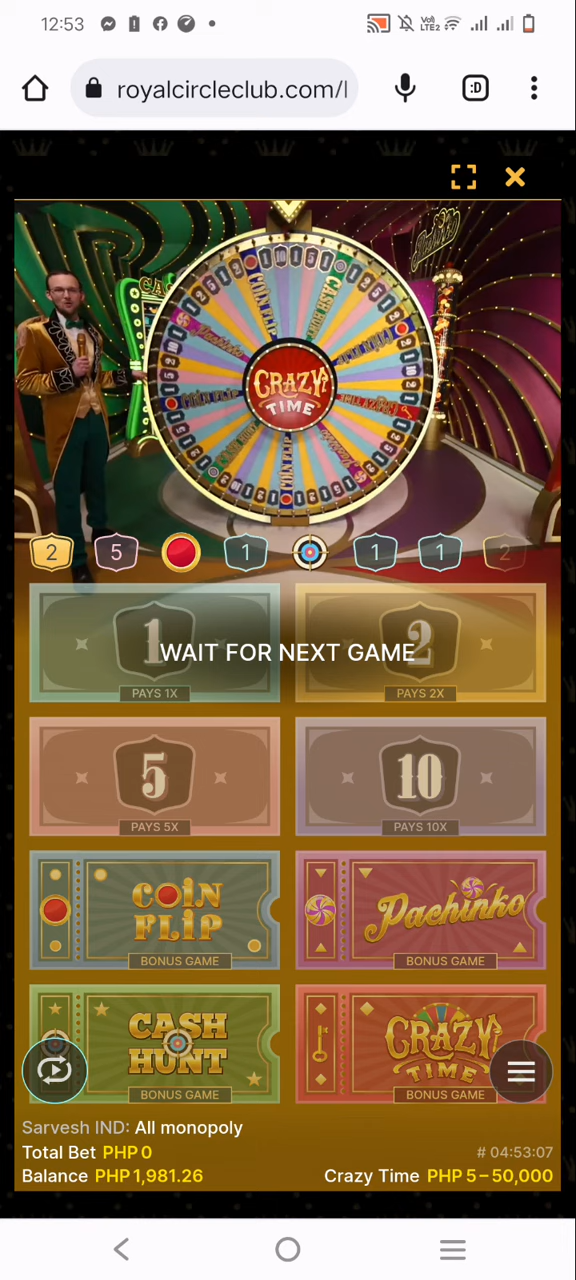 12:53
VoI) LTE2
royalcircleclub.com/l
:D
CRAZY
TIME
2 5 1 1 1 2
WAIT FOR NEXT GAME
1 2
PAYS 1X PAYS 2X
5 10
PAYS 5X PAYS 10X
COIN FLIP
Pachinko
BONUS GAME BONUS GAME
CASH HUNT
CRAZY TIME
BONUS GAME BONUS GAME
Sarvesh IND: All monopoly
Total Bet PHP 0 # 04:53:07
Balance PHP 1,981.26 Crazy Time PHP 5 – 50,000